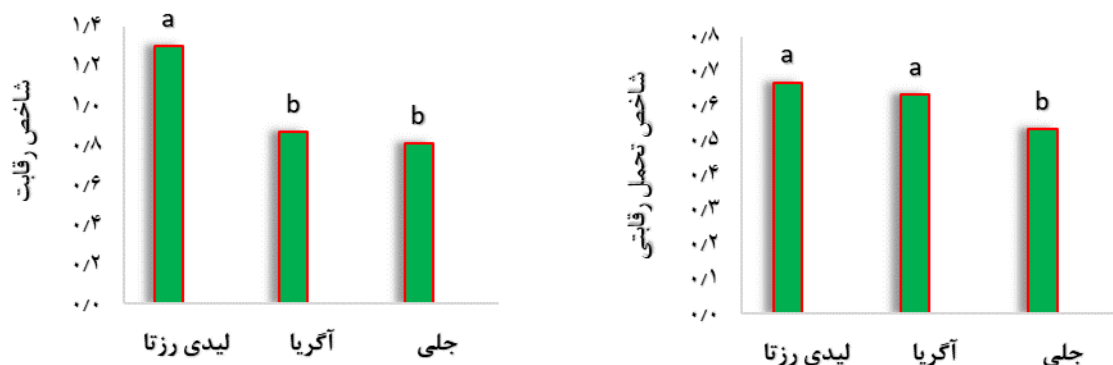 شاخص رقابت
۱٫۴
۱٫۲
۱٫۰
۰٫۸
۰٫۶
۰٫۴
۰٫۲
۰٫۰
a
b
b
لیدی رزتا
آگریا
جلی
شاخص تحمل رقابتی
۰٫۸
۰٫۷
۰٫۶
۰٫۵
۰٫۴
۰٫۳
۰٫۲
۰٫۱
۰٫۰
a
a
b
لیدی رزتا
آگریا
جلی